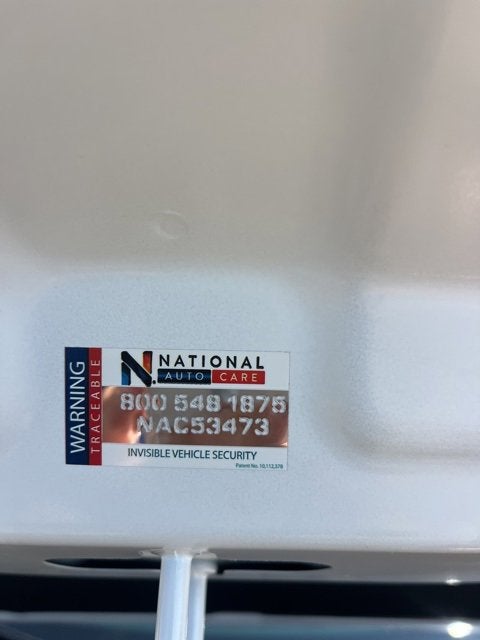 WARNING
TRACEABLE
N. NATIONAL
AUTO CARE
800 548 1875
NAC53473
INVISIBLE VEHICLE SECURITY
Patent No. 10,112,378